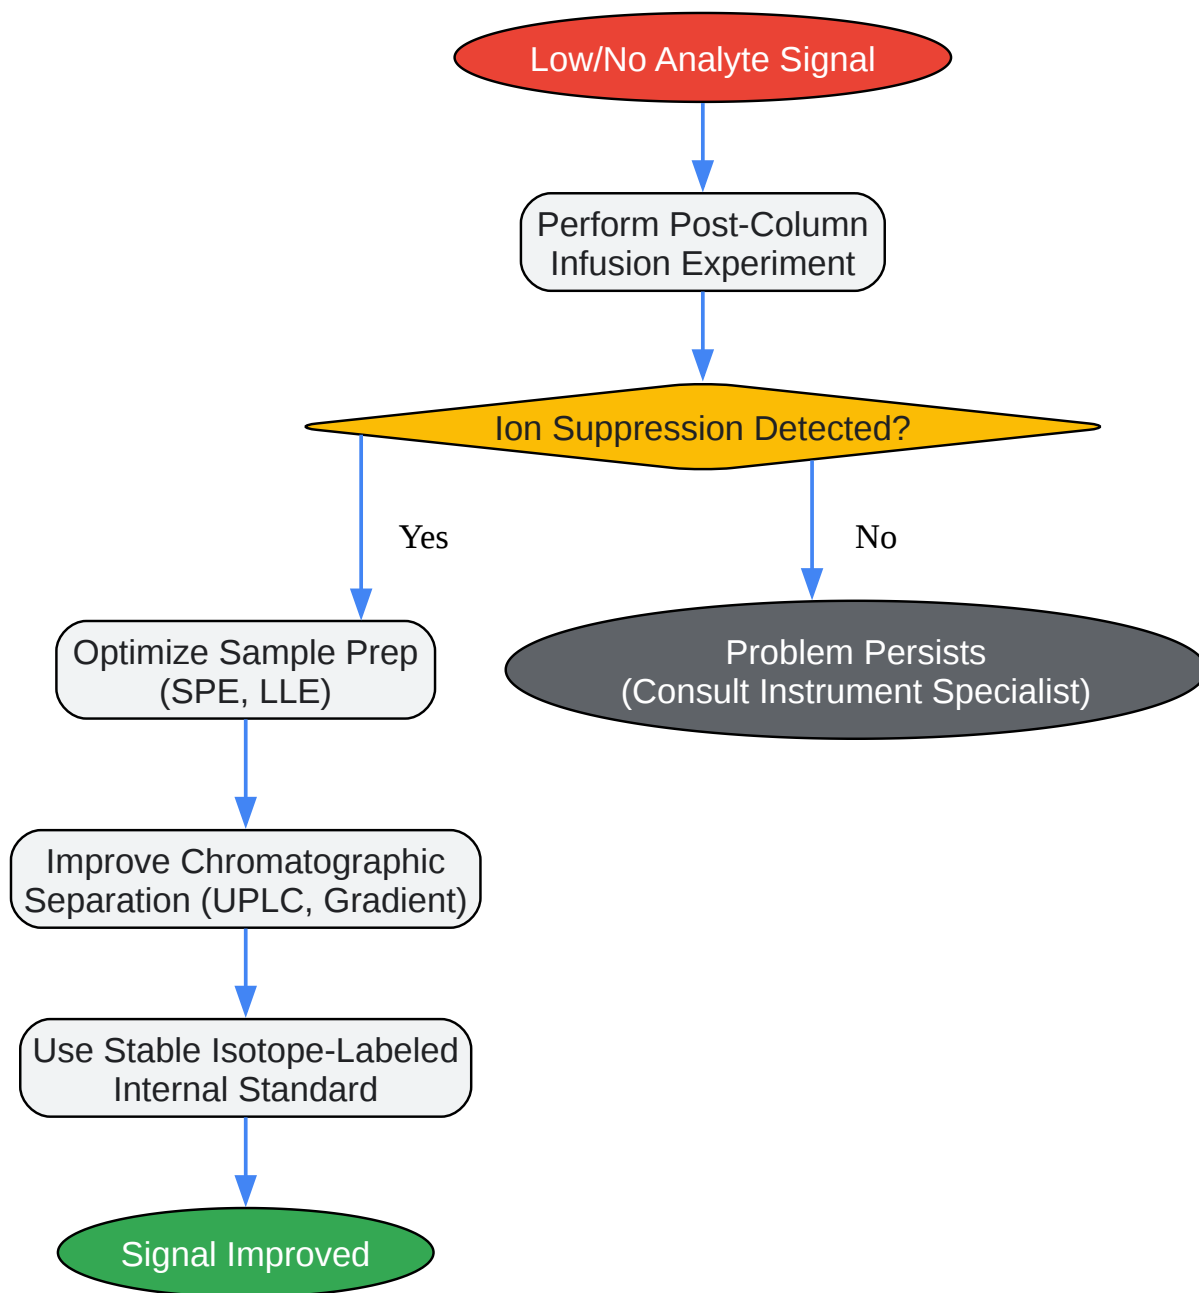 Low/No Analyte Signal
Perform Post-Column
Infusion Experiment
Ion Suppression Detected?
Yes
No
Optimize Sample Prep
(SPE, LLE)
Problem Persists
(Consult Instrument Specialist)
Improve Chromatographic
Separation (UPLC, Gradient)
Use Stable Isotope-Labeled
Internal Standard
Signal Improved